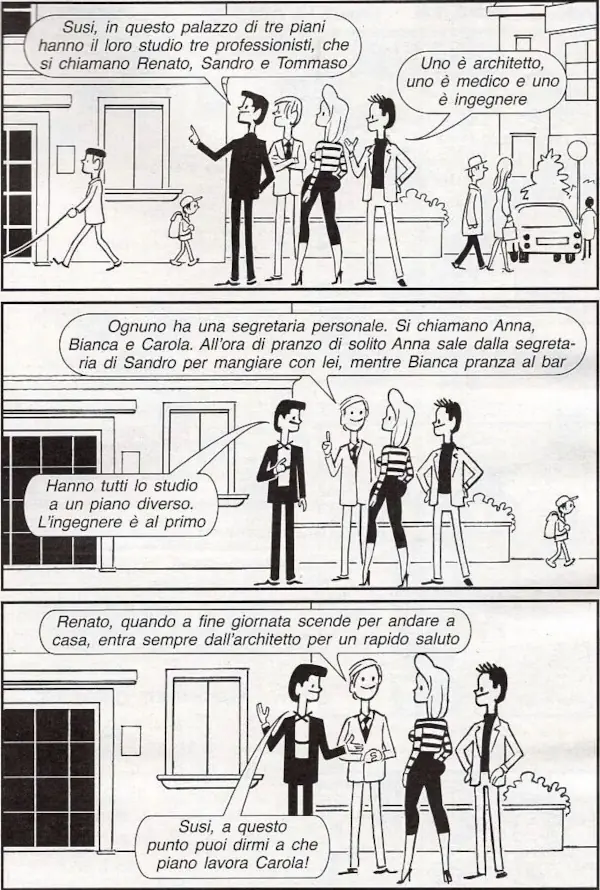 Susi, in questo palazzo di tre piani
hanno il loro studio tre professionisti, che
si chiamano Renato, Sandro e Tommaso
Uno è architetto,
uno è medico e uno
è ingegnere
Ognuno ha una segretaria personale. Si chiamano Anna,
Bianca e Carola. All'ora di pranzo di solito Anna sale dalla segreta-
ria di Sandro per mangiare con lei, mentre Bianca pranza al bar
Hanno tutti lo studio
a un piano diverso.
L'ingegnere è al primo
Renato, quando a fine giornata scende per andare a
casa, entra sempre dall'architetto per un rapido saluto
Susi, a questo
punto puoi dirmi a che
piano lavora Carola!